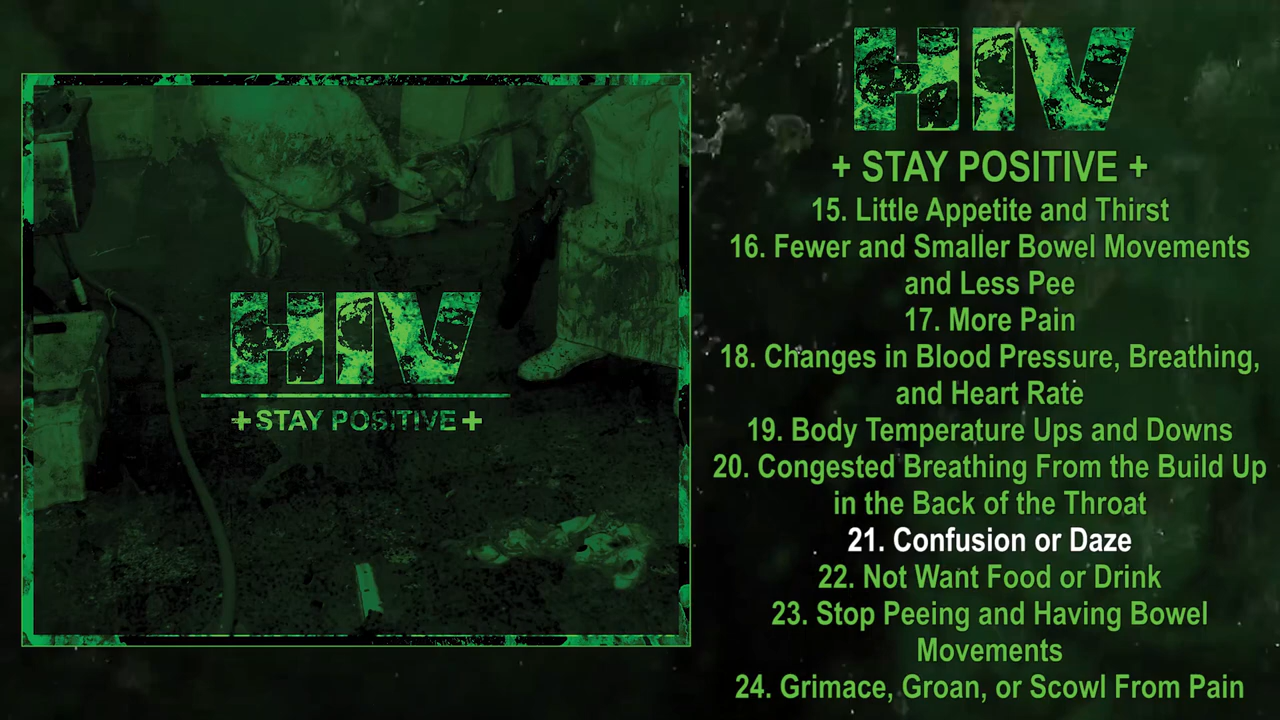 HIV
+ STAY POSITIVE +
HIV
+ STAY POSITIVE +
15. Little Appetite and Thirst
16. Fewer and Smaller Bowel Movements
and Less Pee
17. More Pain
18. Changes in Blood Pressure, Breathing,
and Heart Rate
19. Body Temperature Ups and Downs
20. Congested Breathing From the Build Up
in the Back of the Throat
21. Confusion or Daze
22. Not Want Food or Drink
23. Stop Peeing and Having Bowel
Movements
24. Grimace, Groan, or Scowl From Pain